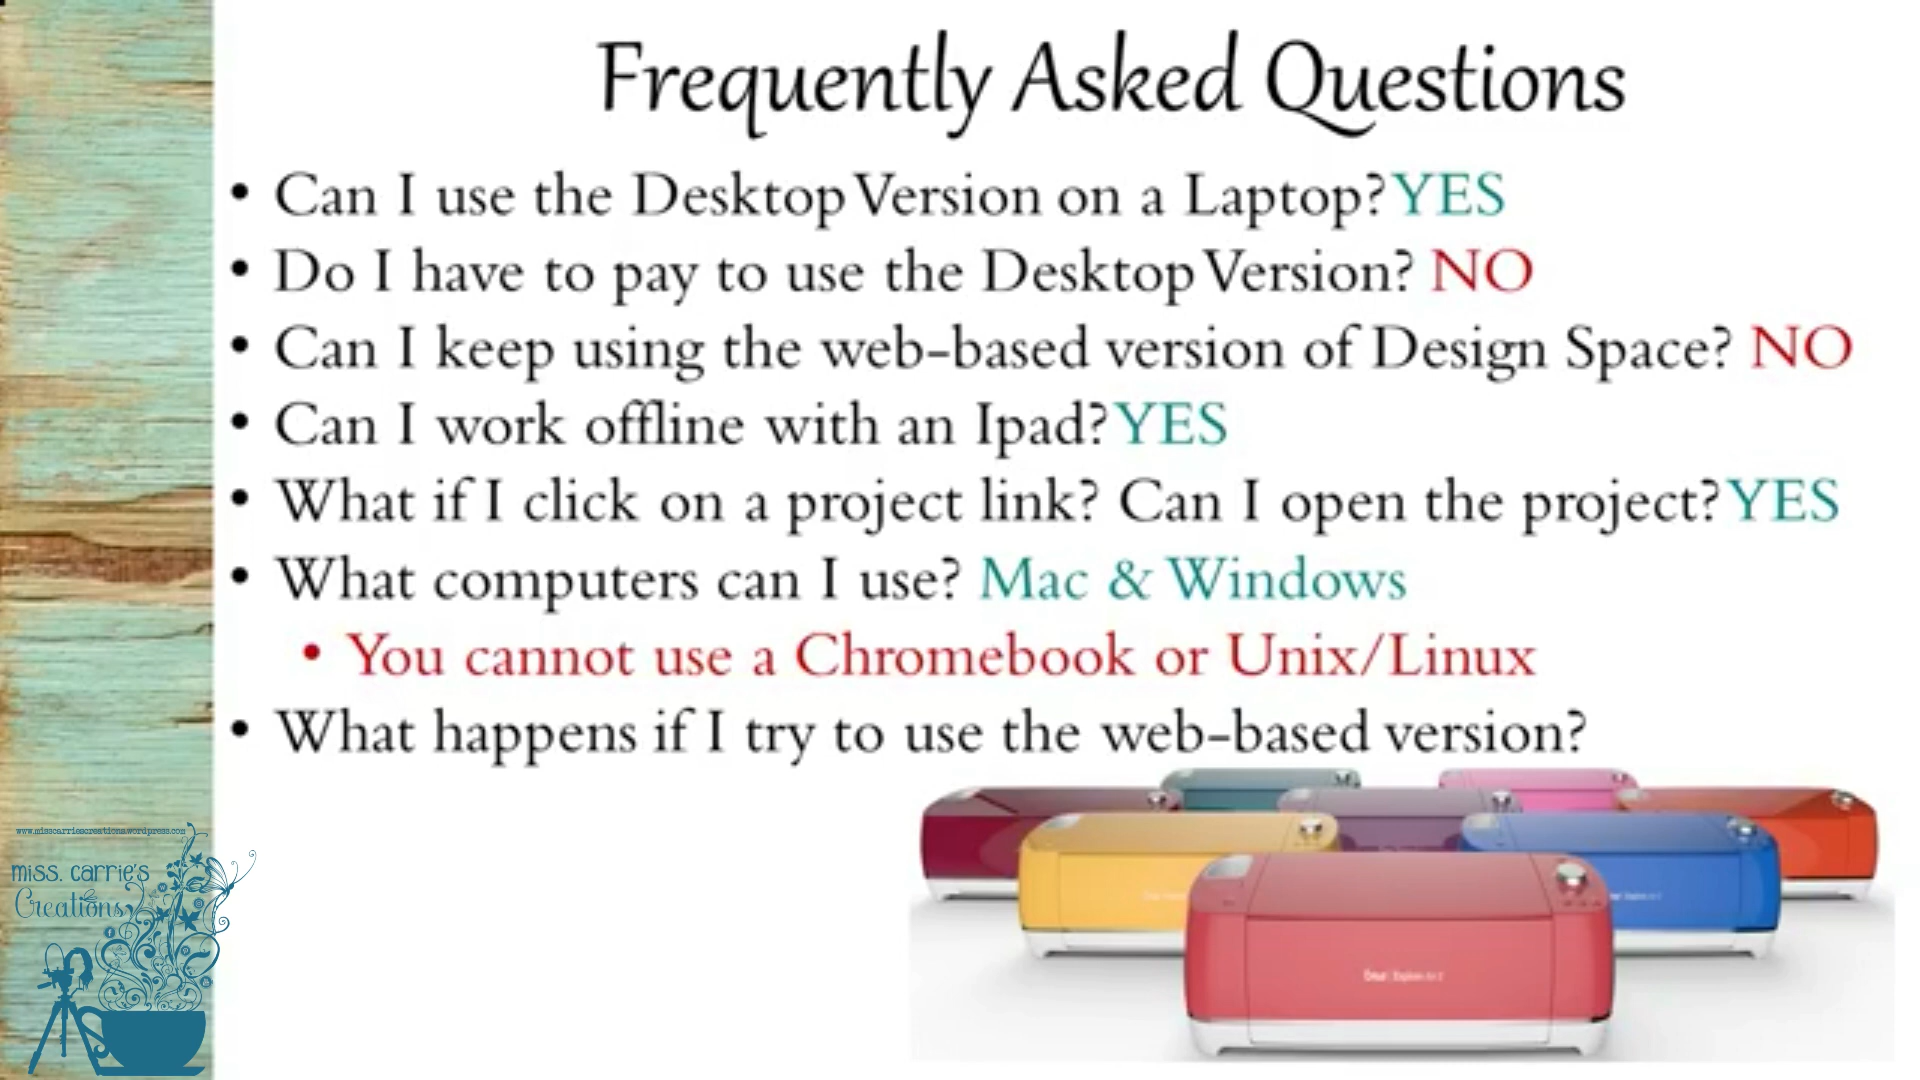 Frequently Asked Questions
• Can I use the Desktop Version on a Laptop? YES
• Do I have to pay to use the Desktop Version? NO
• Can I keep using the web-based version of Design Space? NO
• Can I work offline with an Ipad? YES
• What if I click on a project link? Can I open the project? YES
• What computers can I use? Mac & Windows
• You cannot use a Chromebook or Unix/Linux
• What happens if I try to use the web-based version?
www.misscarriescreations.wordpress.com
miss. carrie's
Creations